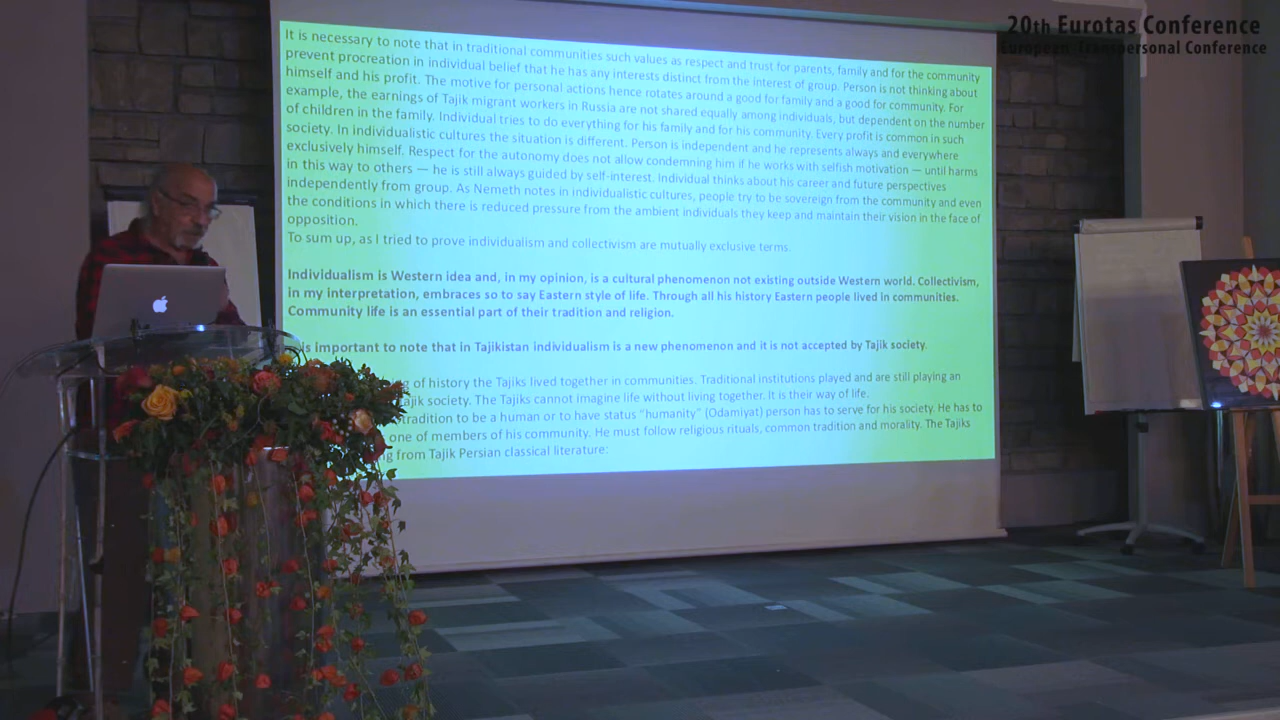 20th Eurotas Conference
European Transpersonal Conference
It is necessary to note that in traditional communities such values as respect and trust for parents, family and for the community
prevent procreation in individual belief that he has any interests distinct from the interest of group. Person is not thinking about
himself and his profit. The motive for personal actions hence rotates around a good for family and a good for community. For
example, the earnings of Tajik migrant workers in Russia are not shared equally among individuals, but dependent on the number
of children in the family. Individual tries to do everything for his family and for his community. Every profit is common in such
society. In individualistic cultures the situation is different. Person is independent and he represents always and everywhere
exclusively himself. Respect for the autonomy does not allow condemning him if he works with selfish motivation — until harms
in this way to others — he is still always guided by self-interest. Individual thinks about his career and future perspectives
independently from group. As Nemeth notes in individualistic cultures, people try to be sovereign from the community and even
the conditions in which there is reduced pressure from the ambient individuals they keep and maintain their vision in the face of
opposition.
To sum up, as I tried to prove individualism and collectivism are mutually exclusive terms.
Individualism is Western idea and, in my opinion, is a cultural phenomenon not existing outside Western world. Collectivism,
in my interpretation, embraces so to say Eastern style of life. Through all his history Eastern people lived in communities.
Community life is an essential part of their tradition and religion.
is important to note that in Tajikistan individualism is a new phenomenon and it is not accepted by Tajik society.
of history the Tajiks lived together in communities. Traditional institutions played and are still playing an
society. The Tajiks cannot imagine life without living together. It is their way of life.
tradition to be a human or to have status "humanity" (Odamiyat) person has to serve for his society. He has to
one of members of his community. He must follow religious rituals, common tradition and morality. The Tajiks
from Tajik Persian classical literature: